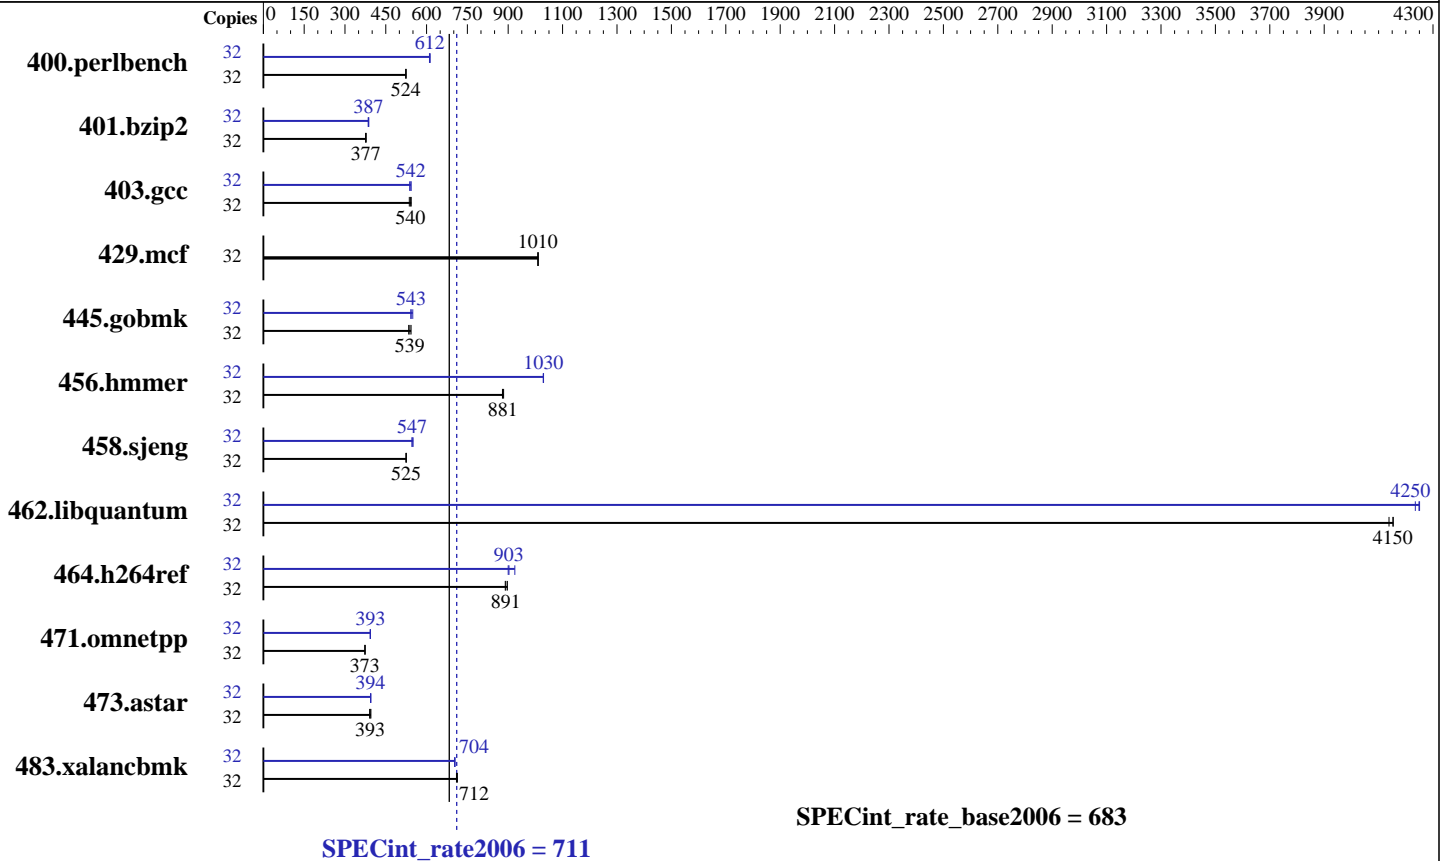 Copies 0 150 300 450 600 750 900 1100 1300 1500 1700 1900 2100 2300 2500 2700 2900 3100 3300 3500 3700 3900 4300
400.perlbench 32 612
32 524
401.bzip2 32 387
32 377
403.gcc 32 542
32 540
429.mcf 32 1010
445.gobmk 32 543
32 539
456.hmmer 32 1030
32 881
458.sjeng 32 547
32 525
462.libquantum 32 4250
32 4150
464.h264ref 32 903
32 891
471.omnetpp 32 393
32 373
473.astar 32 394
32 393
483.xalancbmk 32 704
32 712
SPECint_rate_base2006 = 683
SPECint_rate2006 = 711